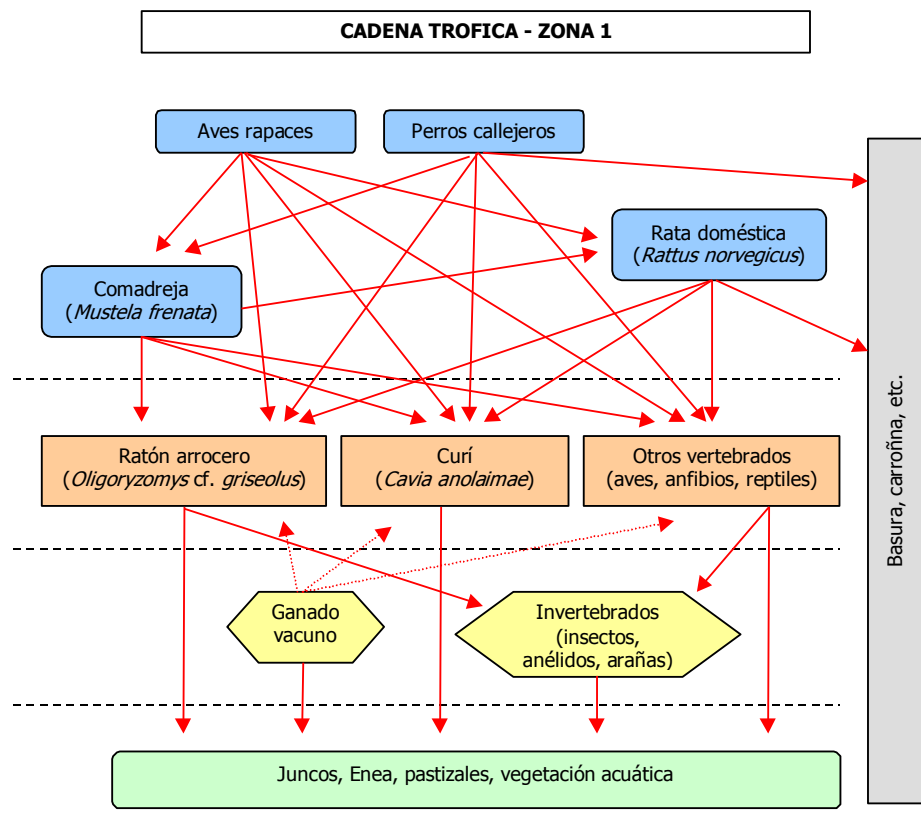 CADENA TROFICA - ZONA 1
Aves rapaces
Perros callejeros
Rata doméstica
(Rattus norvegicus)
Comadreja
(Mustela frenata)
Ratón arrocero
(Oligoryzomys cf. griseolus)
Curí
(Cavia anolaimae)
Otros vertebrados
(aves, anfibios, reptiles)
Basura, carroñina, etc.
Ganado
vacuno
Invertebrados
(insectos,
anélidos, arañas)
Juncos, Enea, pastizales, vegetación acuática